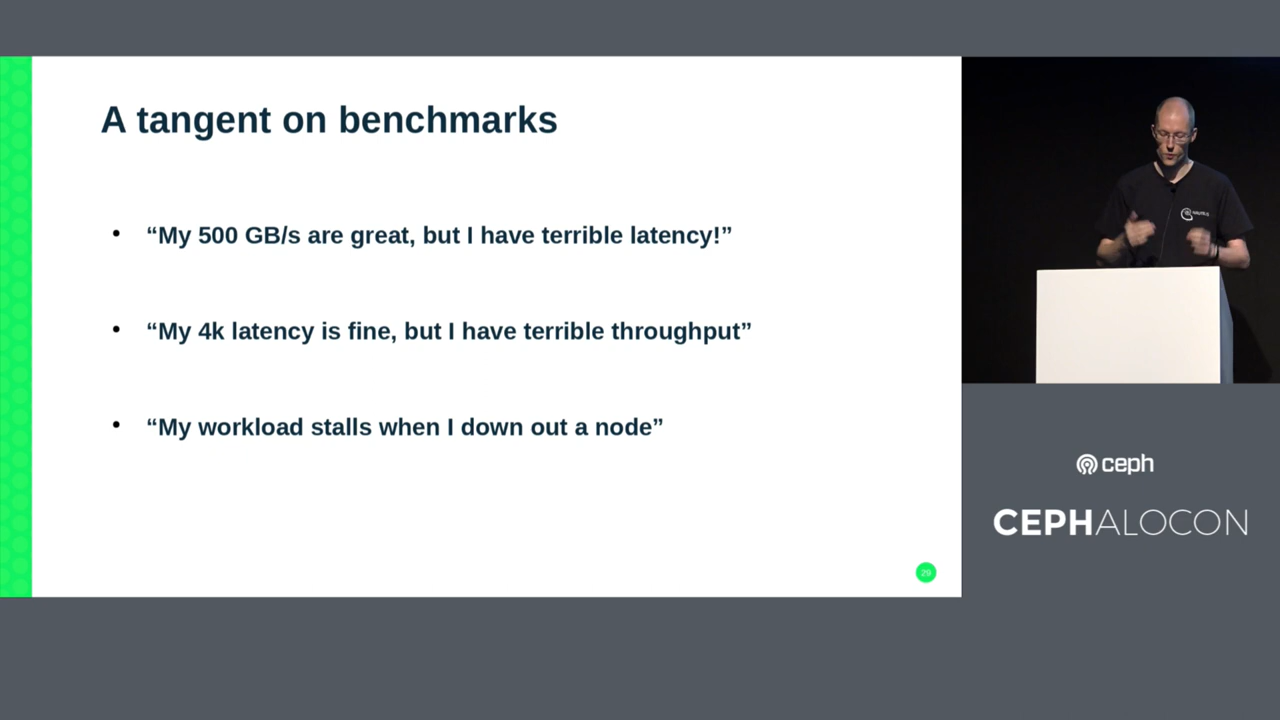 A tangent on benchmarks
• “My 500 GB/s are great, but I have terrible latency!”
• “My 4k latency is fine, but I have terrible throughput”
• “My workload stalls when I down out a node”
29
ceph
CEPHALOCON